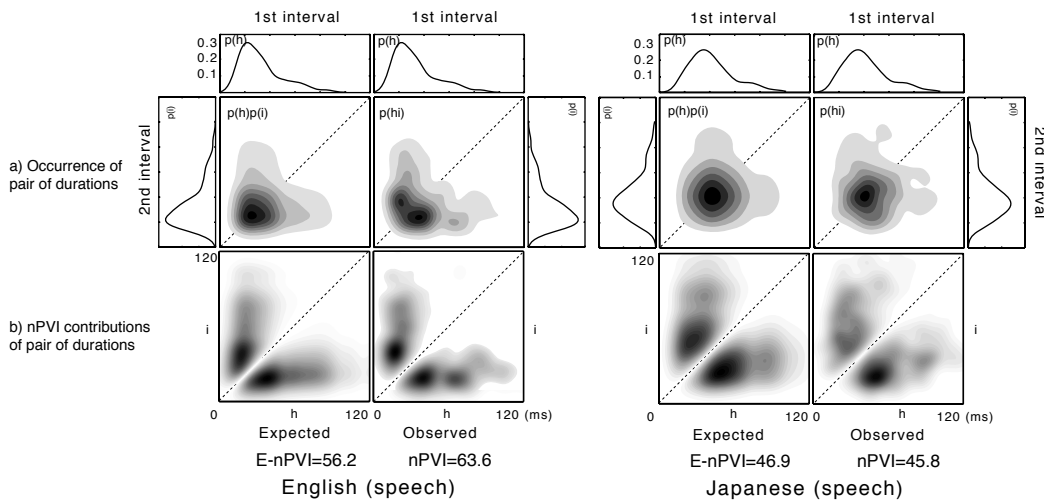 1st interval 1st interval 1st interval 1st interval
0.3 p(h) p(h) 0.3 p(h) p(h)
0.2 0.2
0.1 0.1
p(i) p(h)p(i) p(hi) p(i) p(i) p(h)p(i) p(hi) p(i)
a) Occurrence of
pair of durations
2nd interval 2nd interval
120 120
b) nPVI contributions
of pair of durations
i i i i
0 h 120 h 120 (ms) 0 h 120 h 120 (ms)
Expected Observed Expected Observed
E-nPVI=56.2 nPVI=63.6 E-nPVI=46.9 nPVI=45.8
English (speech) Japanese (speech)